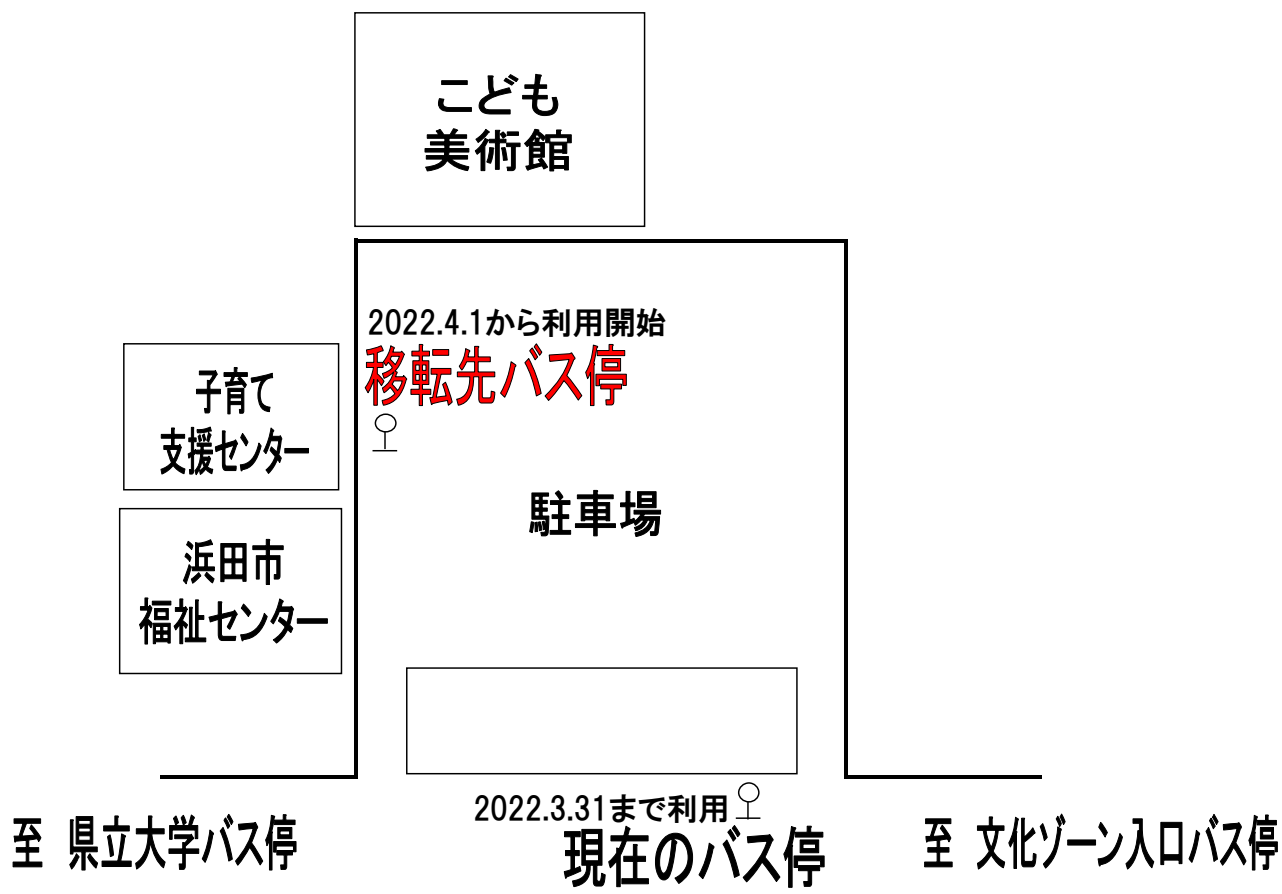 こども
美術館
2022.4.1から利用開始
移転先バス停
子育て
支援センター
駐車場
浜田市
福祉センター
2022.3.31まで利用
現在のバス停
至 県立大学バス停
至 文化ゾーン入口バス停